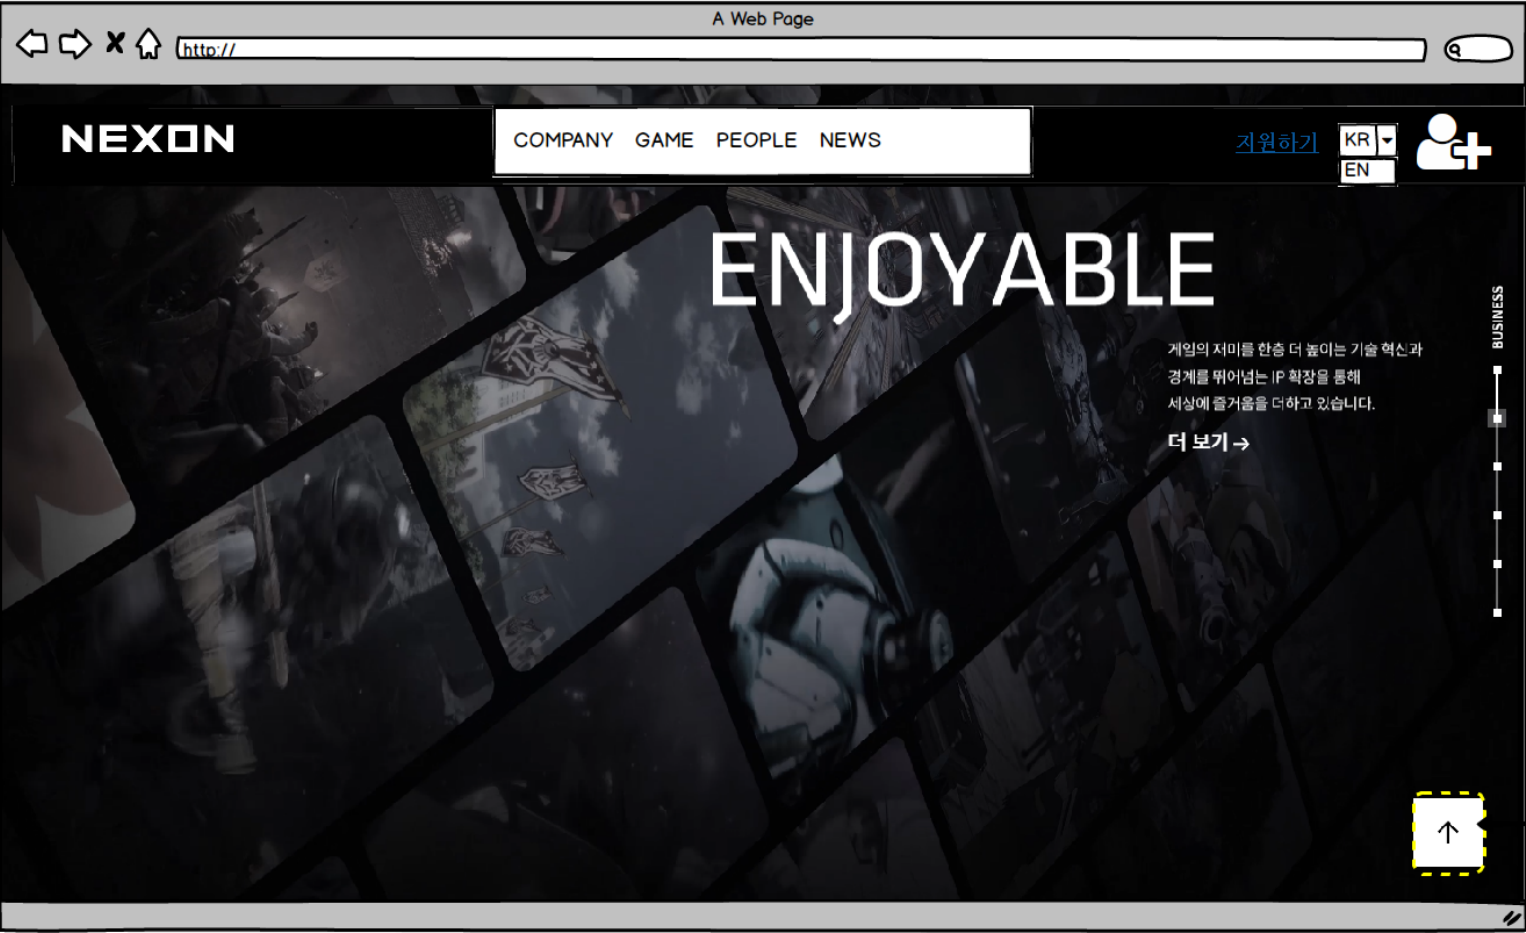 A Web Page
http://
NEXON
COMPANY GAME PEOPLE NEWS
지원하기
KR
EN
ENJOYABLE
BUSINESS
게임의 재미를 한층 더 높이는 기술 혁신과
경계를 뛰어넘는 IP 확장을 통해
세상에 즐거움을 더하고 있습니다.
더 보기→